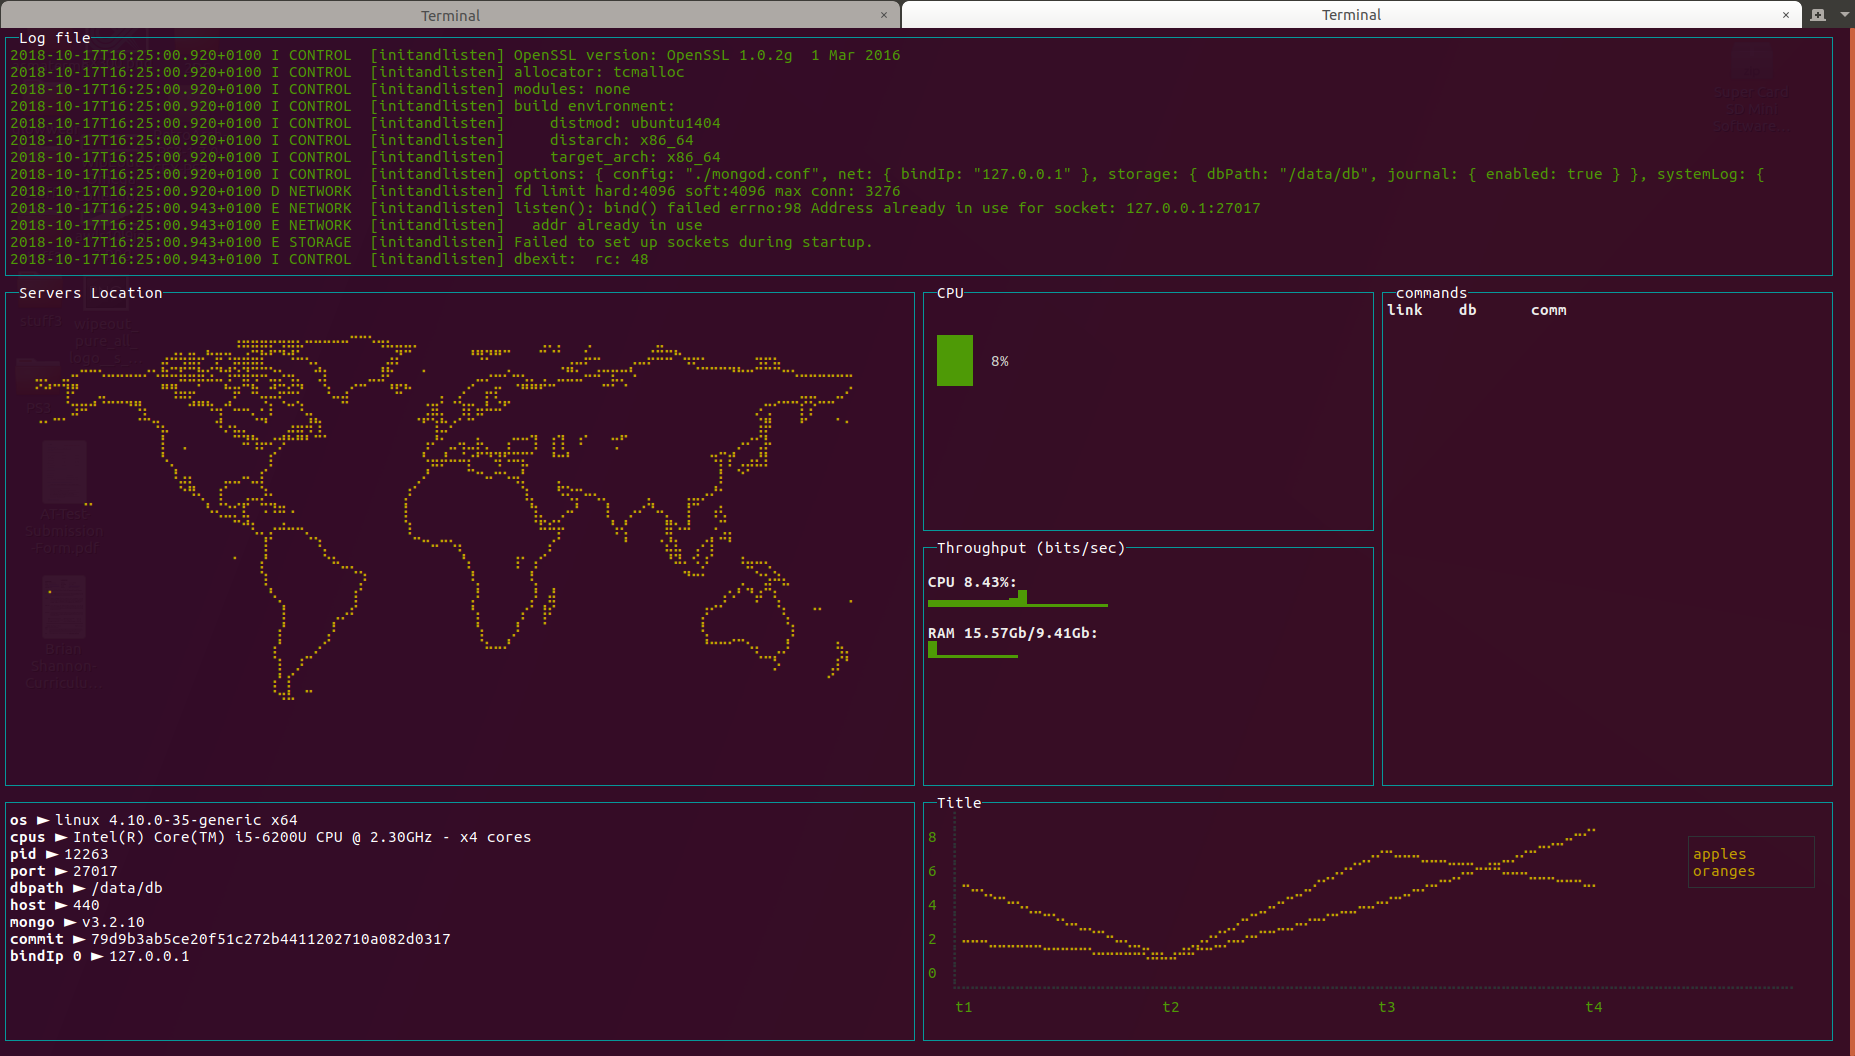 Terminal ×
Terminal ×
Log file
2018-10-17T16:25:00.920+0100 I CONTROL  [initandlisten] OpenSSL version: OpenSSL 1.0.2g  1 Mar 2016
2018-10-17T16:25:00.920+0100 I CONTROL  [initandlisten] allocator: tcmalloc
2018-10-17T16:25:00.920+0100 I CONTROL  [initandlisten] modules: none
2018-10-17T16:25:00.920+0100 I CONTROL  [initandlisten] build environment:
2018-10-17T16:25:00.920+0100 I CONTROL  [initandlisten]     distmod: ubuntu1404
2018-10-17T16:25:00.920+0100 I CONTROL  [initandlisten]     distarch: x86_64
2018-10-17T16:25:00.920+0100 I CONTROL  [initandlisten]     target_arch: x86_64
2018-10-17T16:25:00.920+0100 I CONTROL  [initandlisten] options: { config: "./mongod.conf", net: { bindIp: "127.0.0.1" }, storage: { dbPath: "/data/db", journal: { enabled: true } }, systemLog: {
2018-10-17T16:25:00.920+0100 D NETWORK  [initandlisten] fd limit hard:4096 soft:4096 max conn: 3276
2018-10-17T16:25:00.943+0100 E NETWORK  [initandlisten] listen(): bind() failed errno:98 Address already in use for socket: 127.0.0.1:27017
2018-10-17T16:25:00.943+0100 E NETWORK  [initandlisten]   addr already in use
2018-10-17T16:25:00.943+0100 E STORAGE  [initandlisten] Failed to set up sockets during startup.
2018-10-17T16:25:00.943+0100 I CONTROL  [initandlisten] dbexit:  rc: 48
Servers Location
stuff3
wipeout_
pure_all_
logo_s_...
PS3
AT-Test-
Submission
-Form.pdf
Brian
Shannon-
Curriculu...
CPU
8%
commands
link    db      comm
Throughput (bits/sec)
CPU 8.43%:
RAM 15.57Gb/9.41Gb:
os ► linux 4.10.0-35-generic x64
cpus ► Intel(R) Core(TM) i5-6200U CPU @ 2.30GHz - x4 cores
pid ► 12263
port ► 27017
dbpath ► /data/db
host ► 440
mongo ► v3.2.10
commit ► 79d9b3ab5ce20f51c272b4411202710a082d0317
bindIp 0 ► 127.0.0.1
Title
8
6
4
2
0
t1
t2
t3
t4
apples
oranges